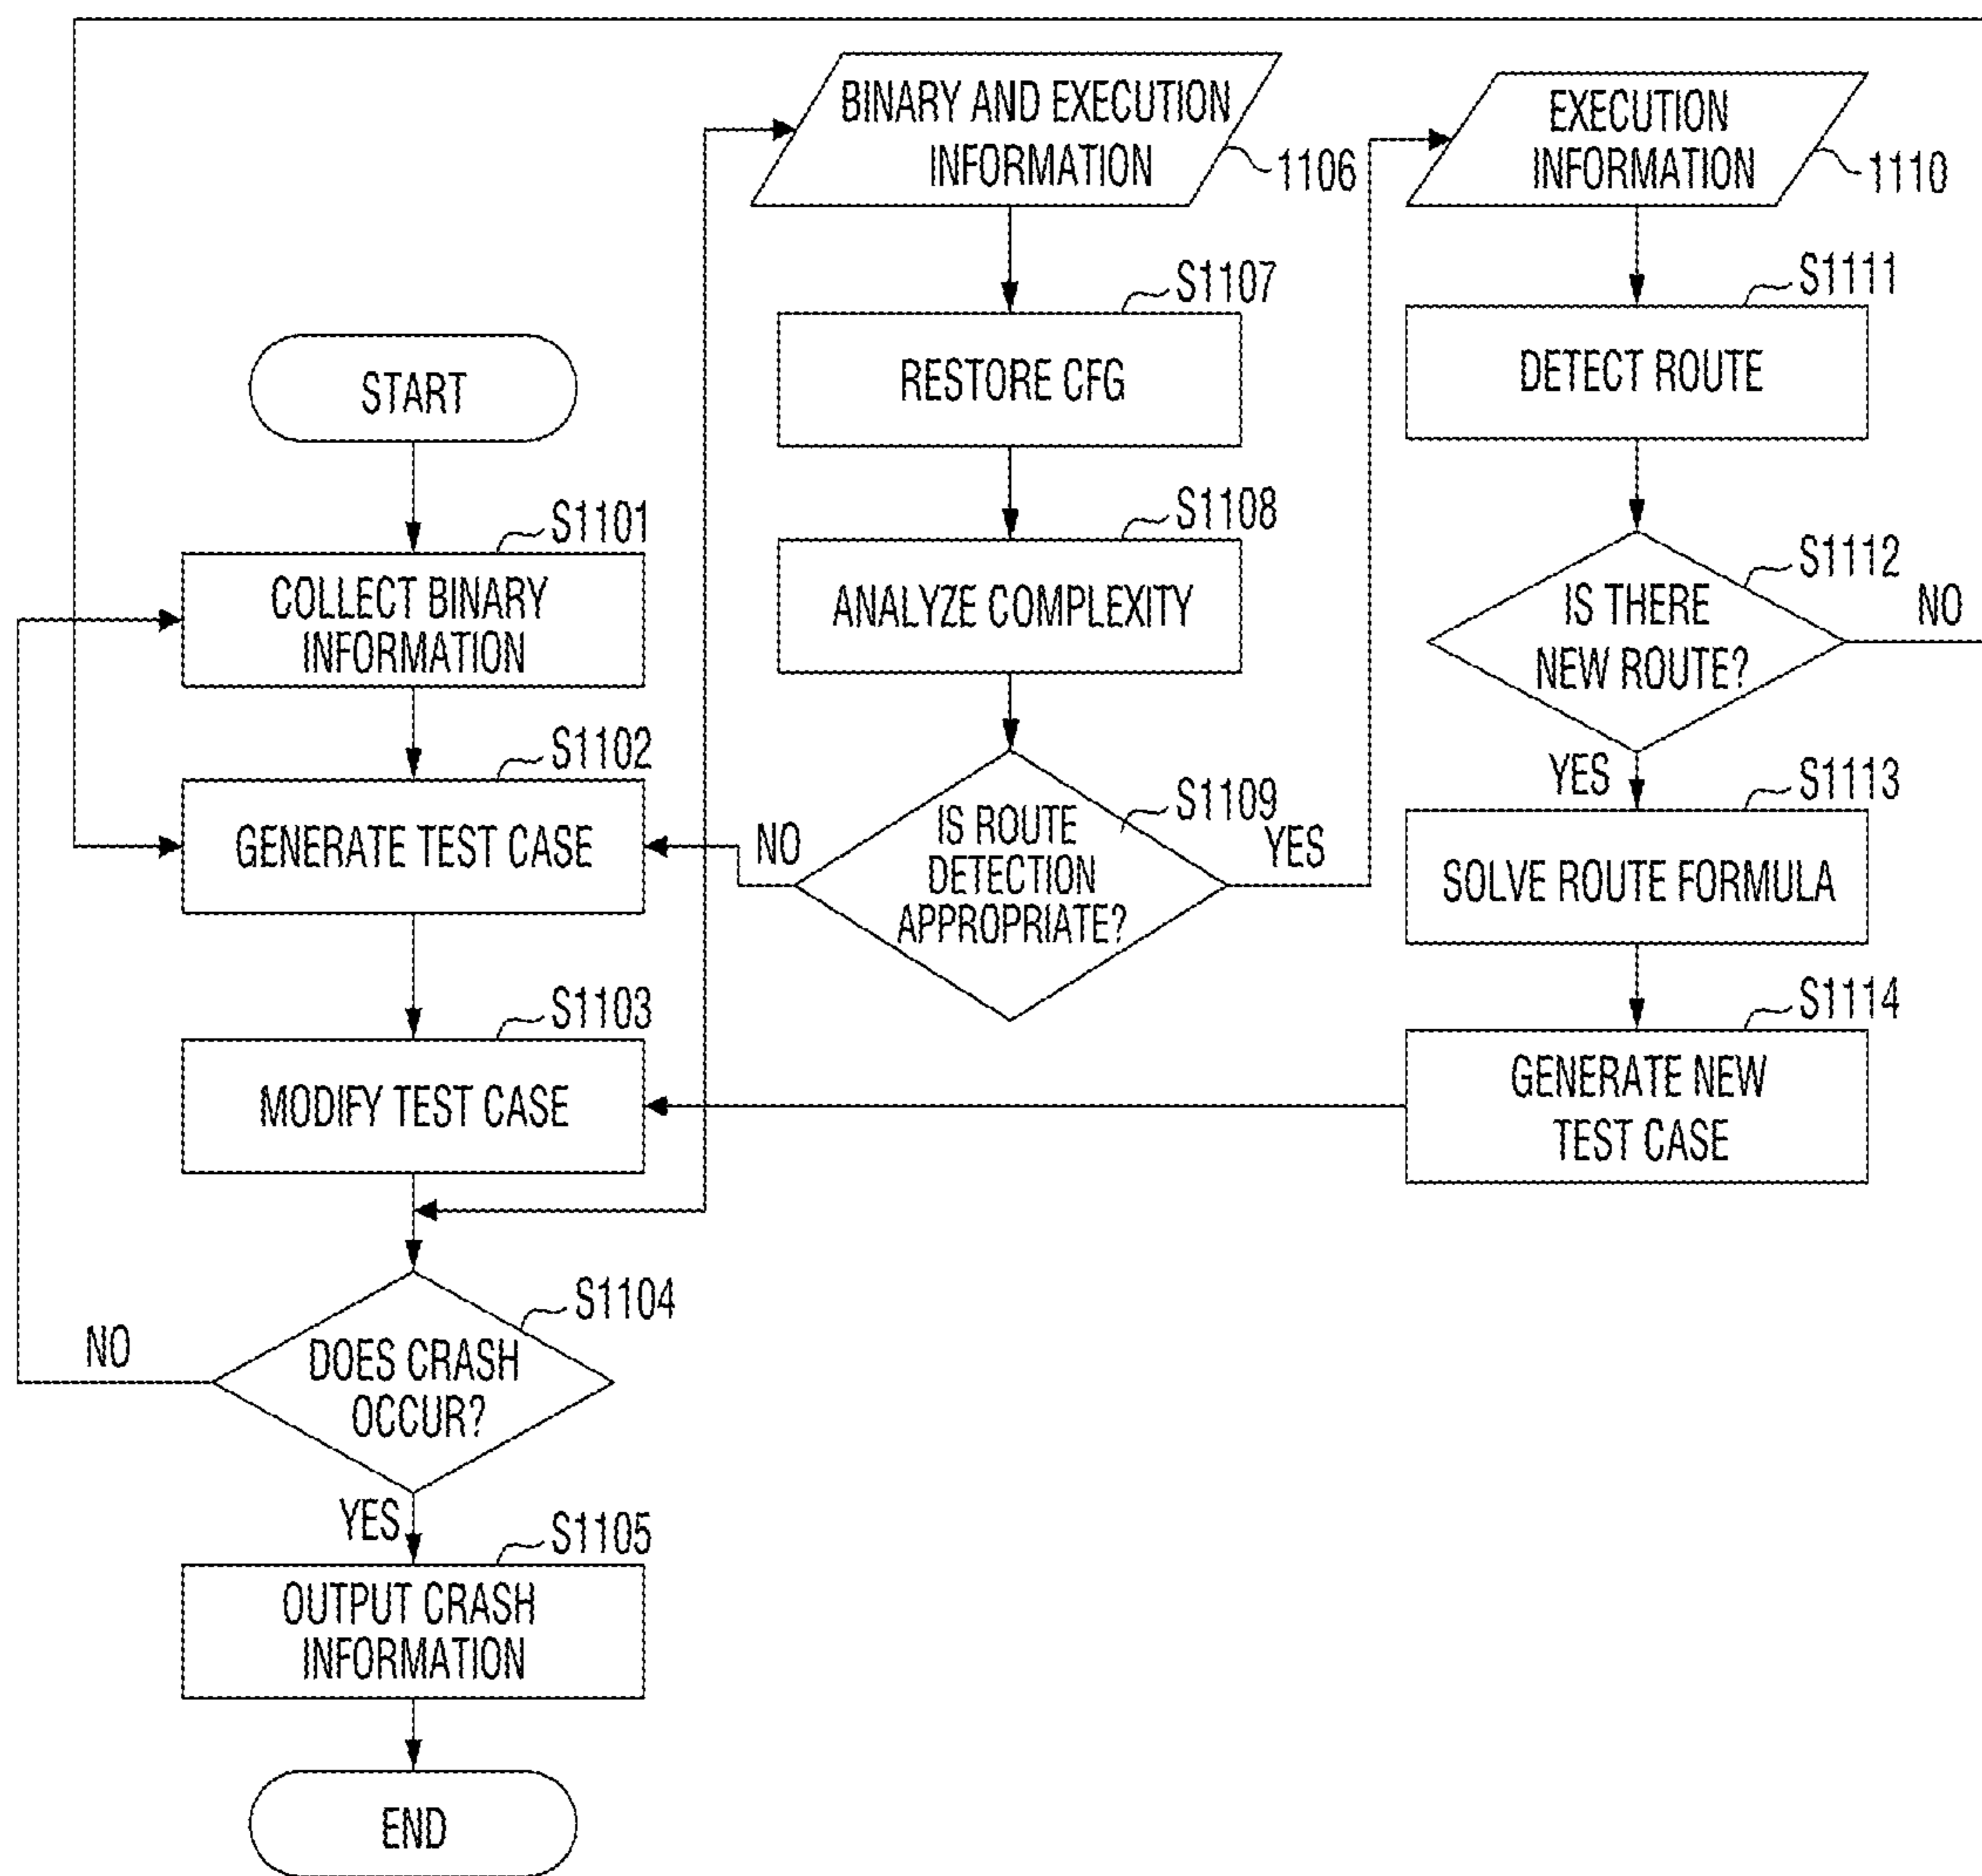 START
S1101
COLLECT BINARY
INFORMATION
S1102
GENERATE TEST CASE
S1103
MODIFY TEST CASE
S1104
DOES CRASH
OCCUR?
NO
YES
S1105
OUTPUT CRASH
INFORMATION
END
BINARY AND EXECUTION
INFORMATION
1106
S1107
RESTORE CFG
S1108
ANALYZE COMPLEXITY
S1109
IS ROUTE
DETECTION
APPROPRIATE?
NO
YES
EXECUTION
INFORMATION
1110
S1111
DETECT ROUTE
S1112
IS THERE
NEW ROUTE?
NO
YES
S1113
SOLVE ROUTE FORMULA
S1114
GENERATE NEW
TEST CASE